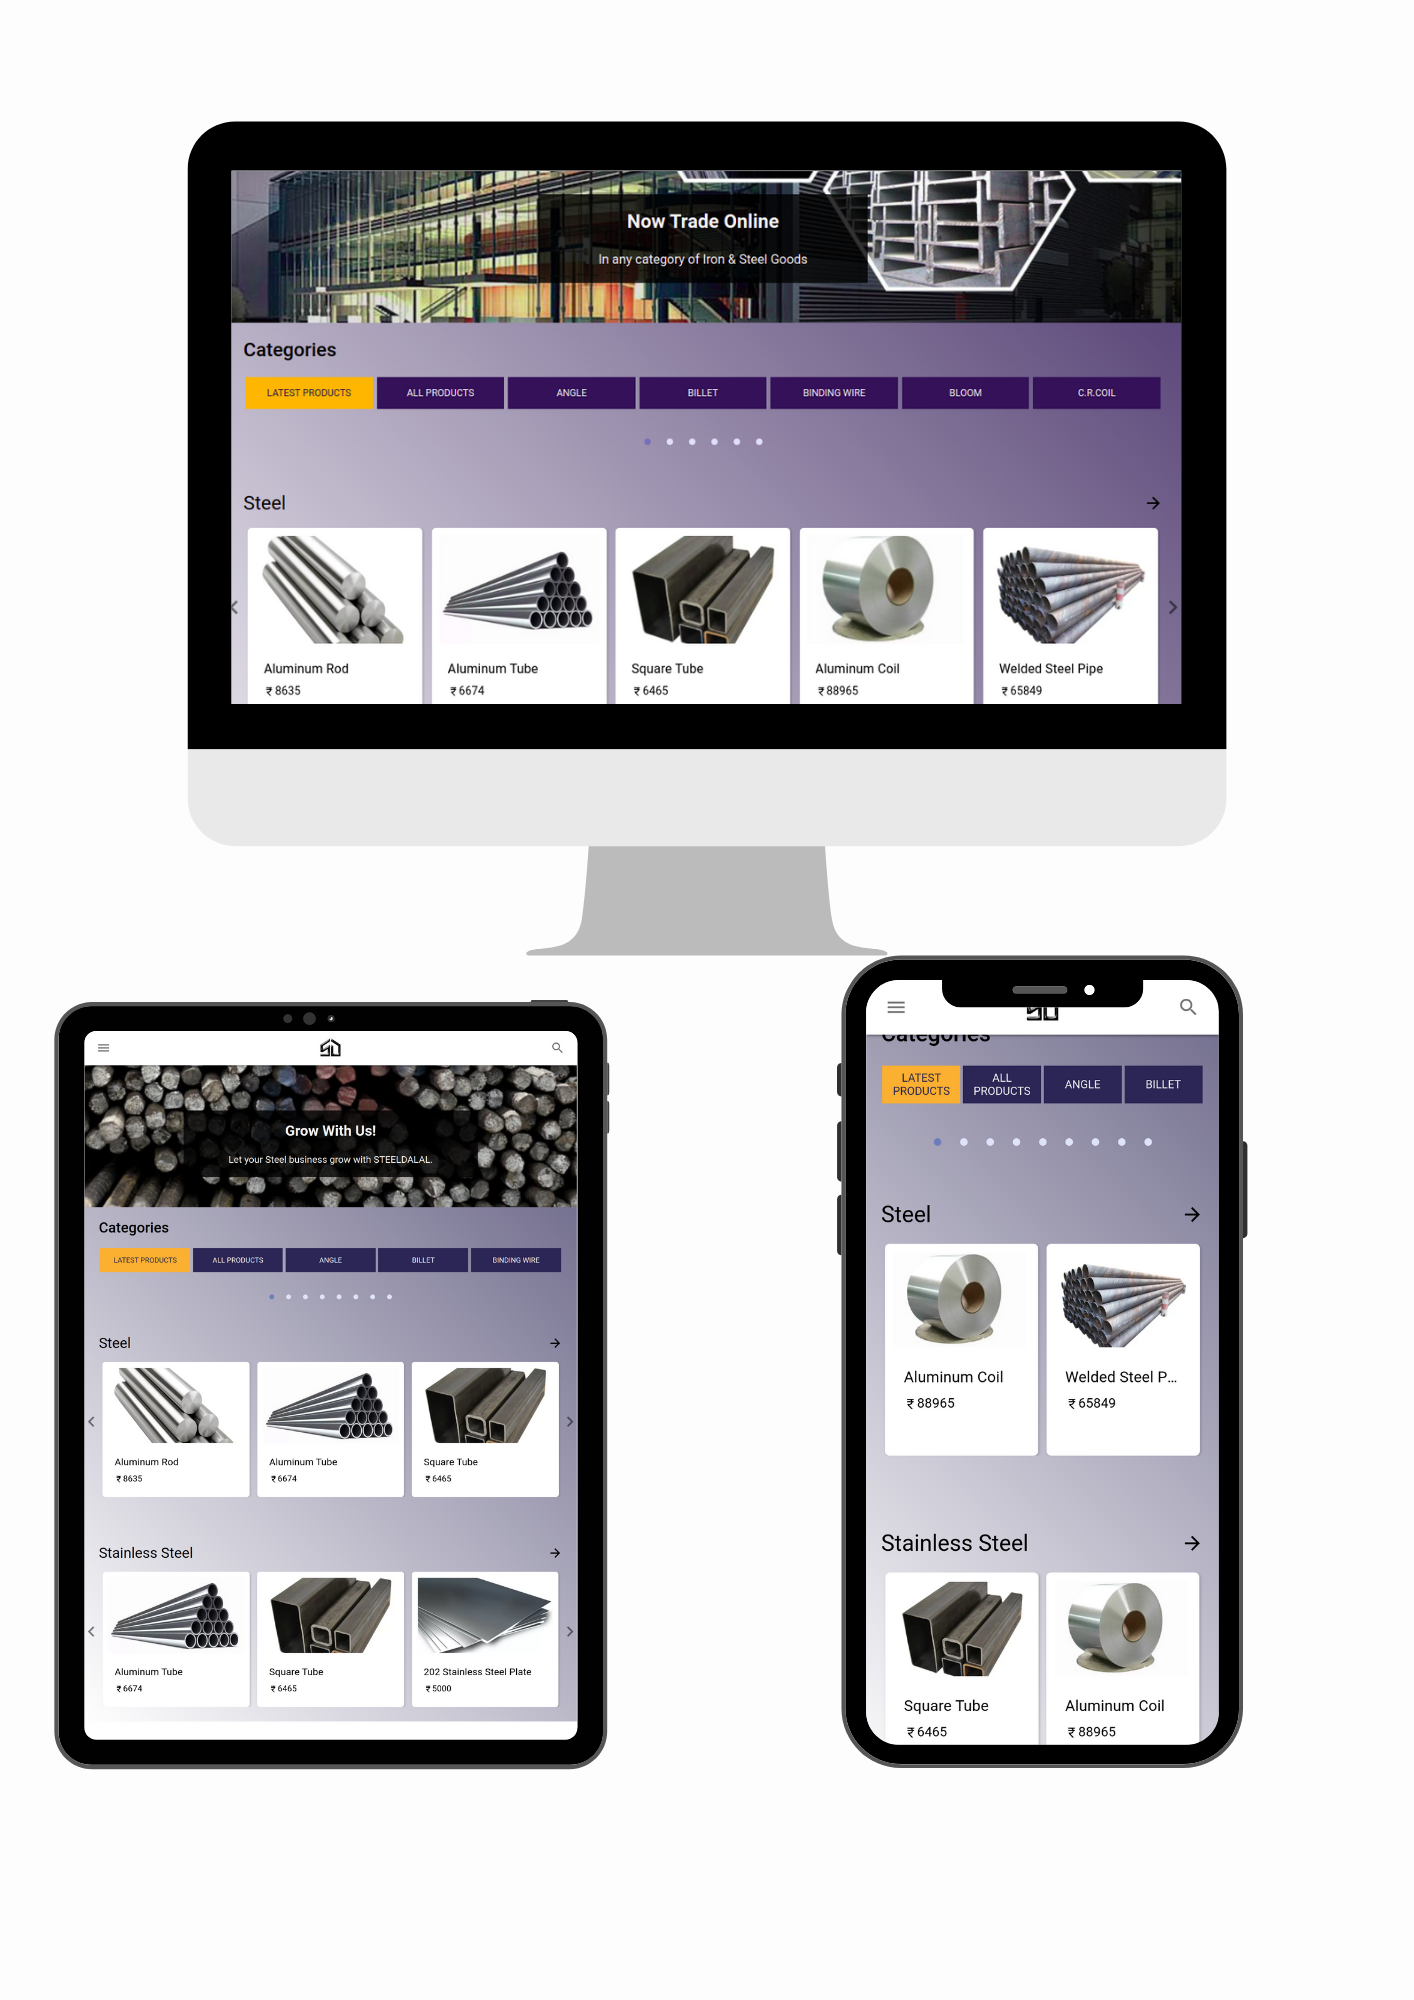 Now Trade Online
In any category of Iron & Steel Goods
Categories
LATEST PRODUCTS ALL PRODUCTS ANGLE BILLET BINDING WIRE BLOOM C.R.COIL
Steel
Aluminum Rod Aluminum Tube Square Tube Aluminum Coil Welded Steel Pipe
₹ 8635 ₹ 6674 ₹ 6465 ₹ 88965 ₹ 65849
SD
Grow With Us!
Let your Steel business grow with STEELDALAL.
Categories
LATEST PRODUCTS ALL PRODUCTS ANGLE BILLET BINDING WIRE
Steel
Aluminum Rod Aluminum Tube Square Tube
₹ 8635 ₹ 6674 ₹ 6465
Stainless Steel
Aluminum Tube Square Tube 202 Stainless Steel Plate
₹ 6674 ₹ 6465 ₹ 5000
SD
Categories
LATEST PRODUCTS ALL PRODUCTS ANGLE BILLET
Steel
Aluminum Coil Welded Steel P...
₹ 88965 ₹ 65849
Stainless Steel
Square Tube Aluminum Coil
₹ 6465 ₹ 88965